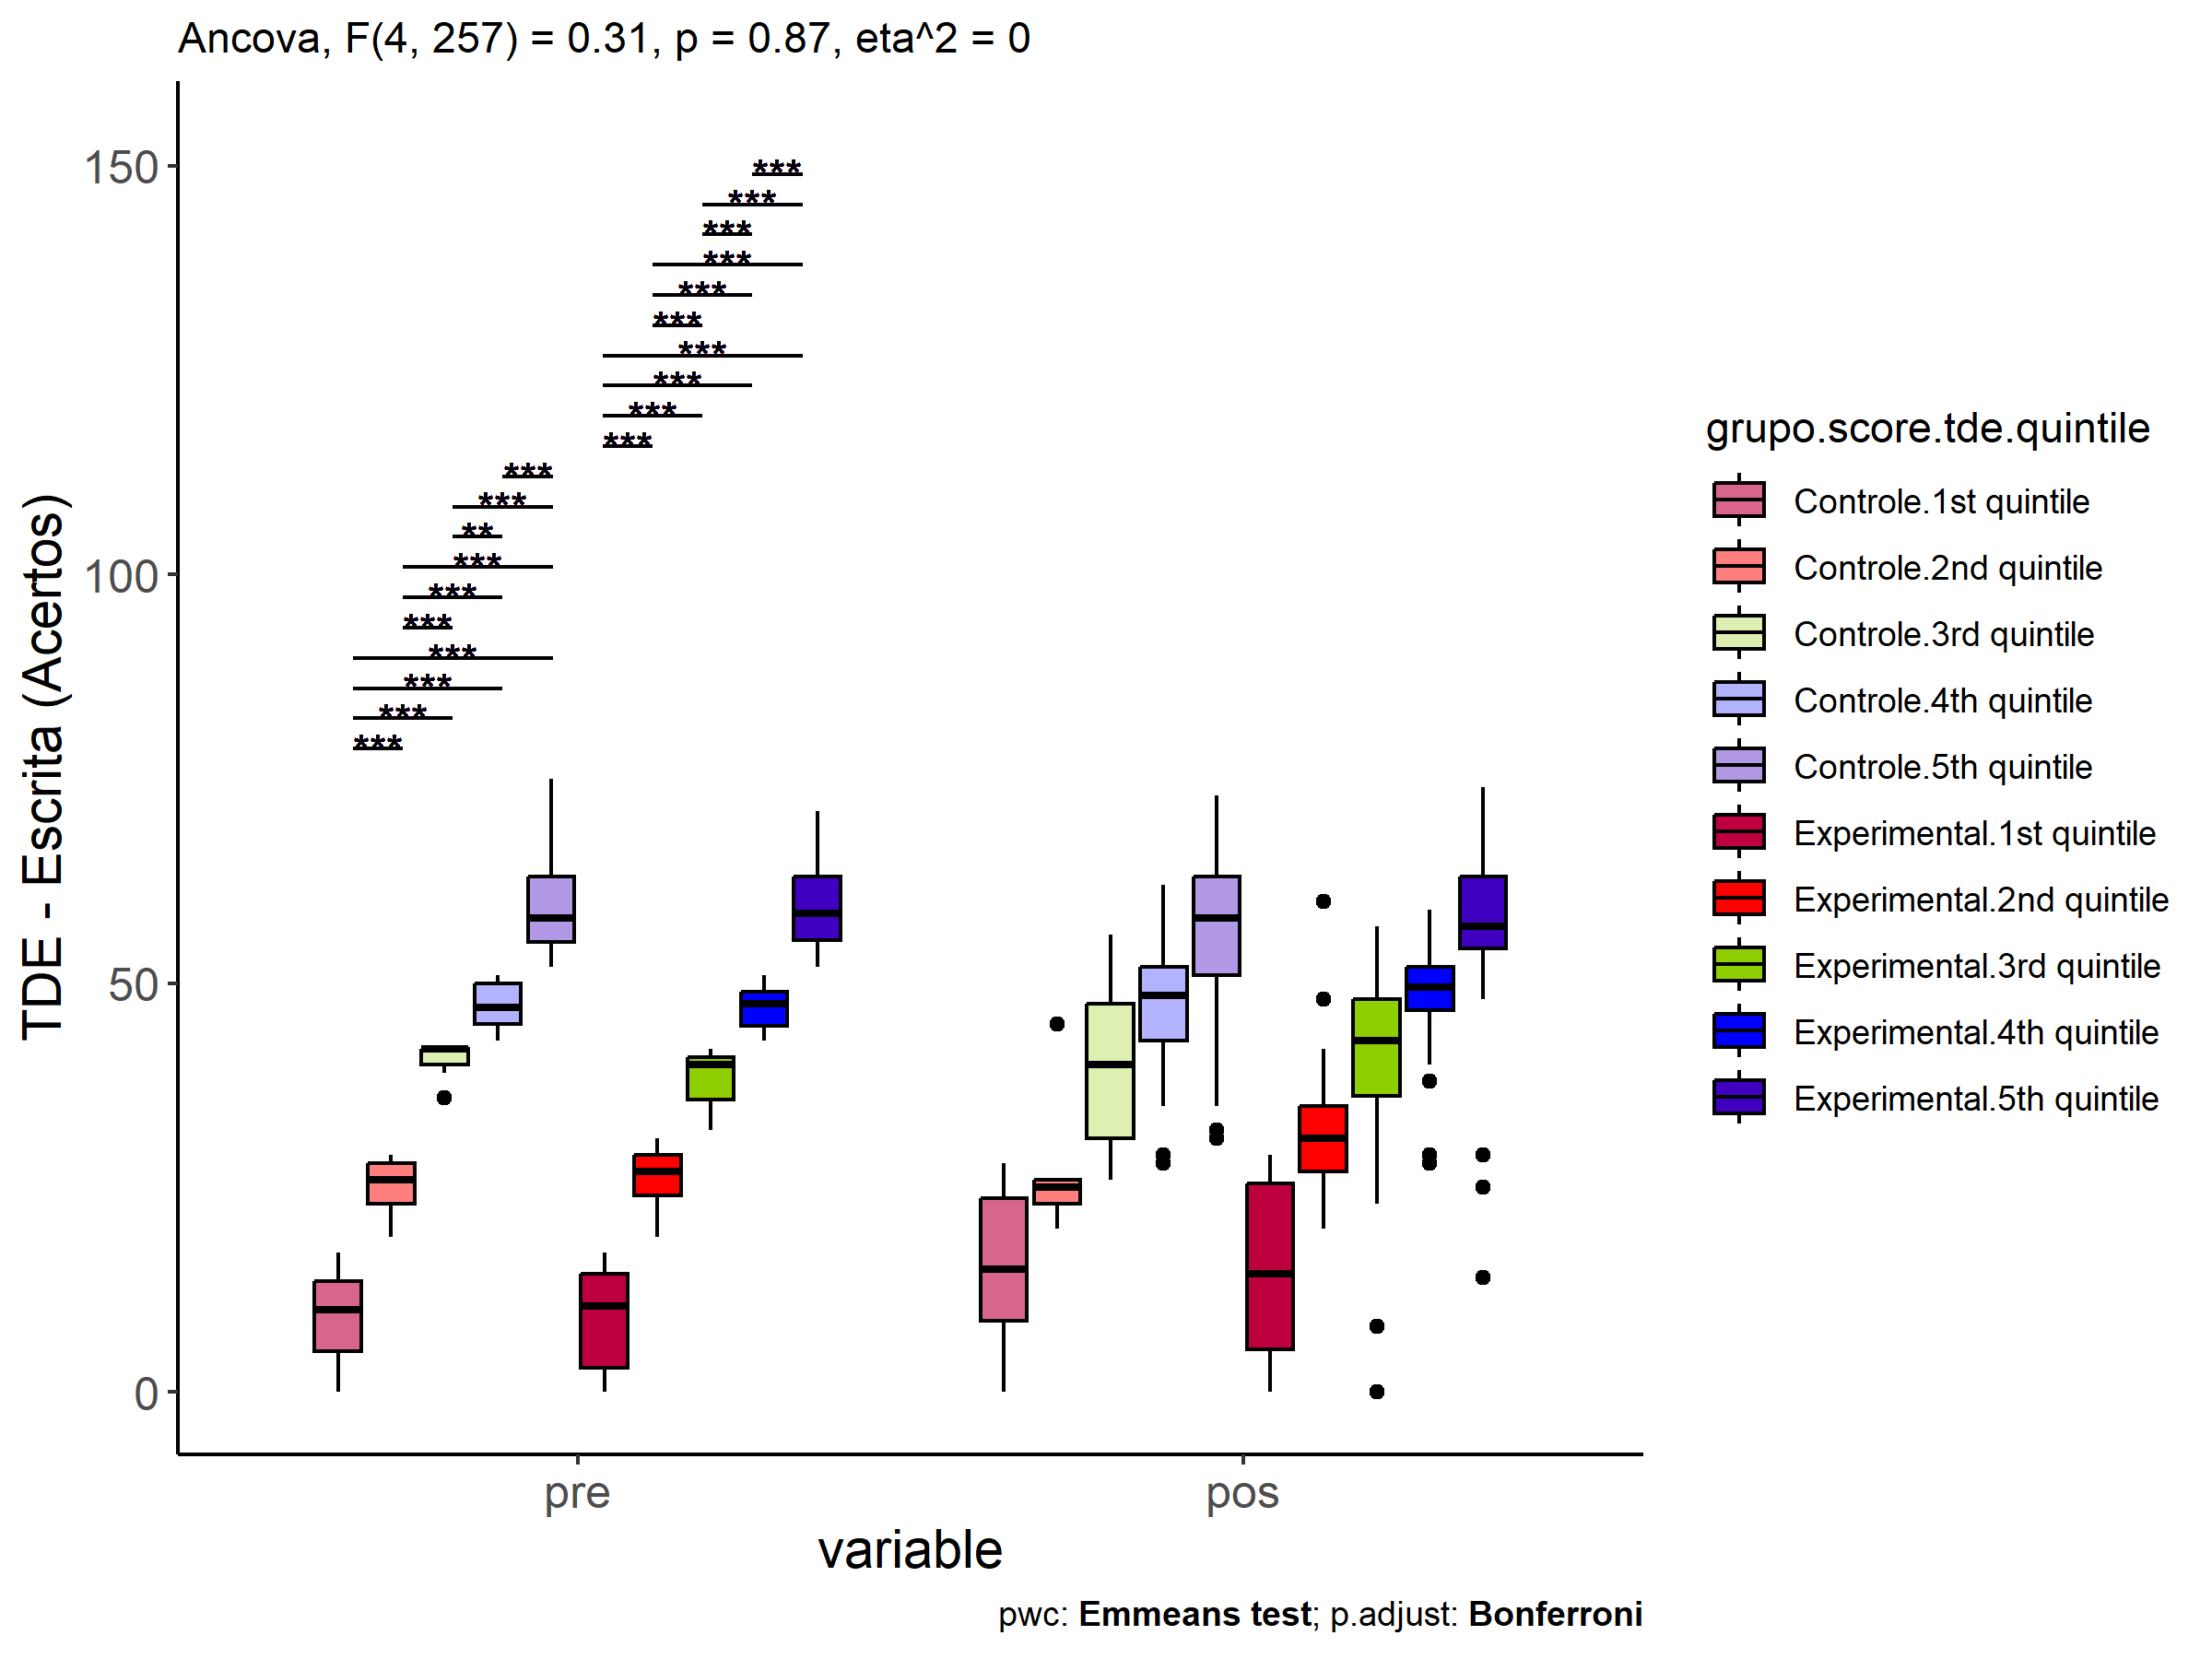 Ancova, F(4, 257) = 0.31, p = 0.87, eta^2 = 0
TDE - Escrita (Acertos)
150
100
50
0
***
***
***
***
***
***
***
***
***
***
***
***
**
***
***
***
***
***
***
***
pre
pos
variable
grupo.score.tde.quintile
Controle.1st quintile
Controle.2nd quintile
Controle.3rd quintile
Controle.4th quintile
Controle.5th quintile
Experimental.1st quintile
Experimental.2nd quintile
Experimental.3rd quintile
Experimental.4th quintile
Experimental.5th quintile
pwc: Emmeans test; p.adjust: Bonferroni